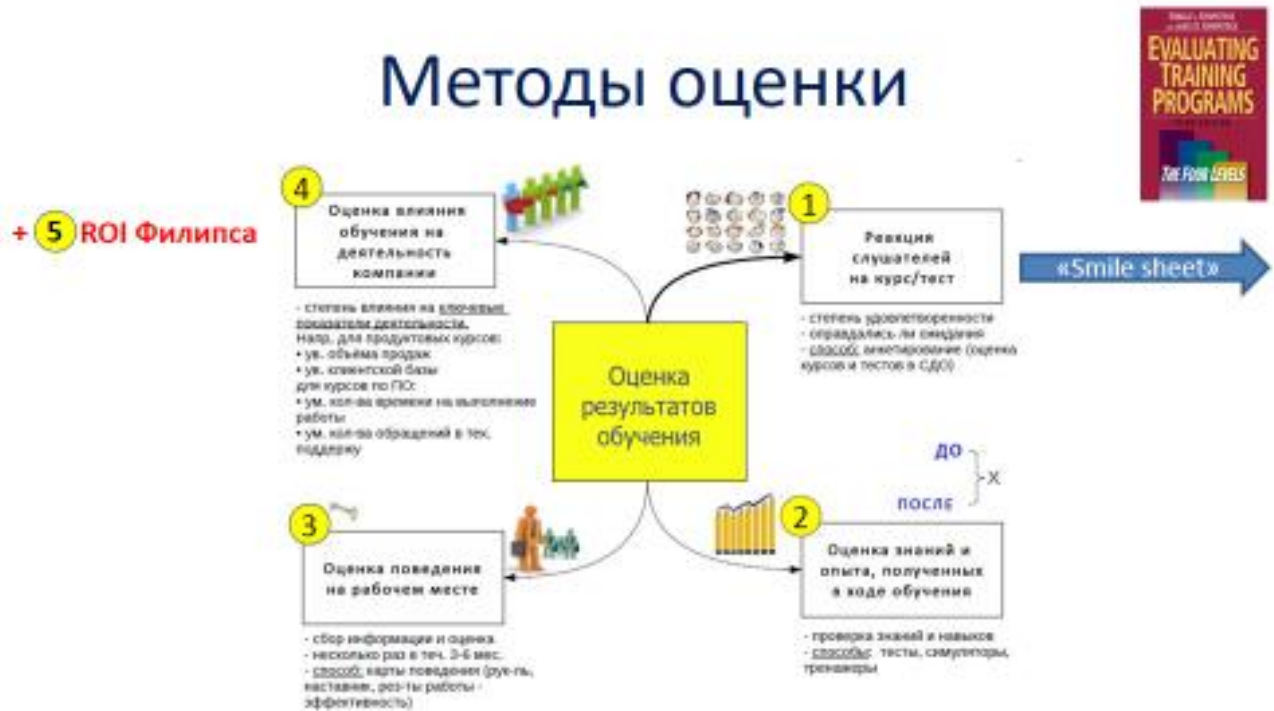 Методы оценки
EVALUATING
TRAINING
PROGRAMS
THE FOUR LEVELS
+ 5 ROI Филипса
4
Оценка влияния
обучения на
деятельность
компании
- степень влияния на ключевые
показатели деятельности.
Напр. для продуктовых курсов:
• ув. объёма продаж
• ув. клиентской базы
для курсов по ПО:
• ум. кол-ва времени на выполнение
работы
• ум. кол-ва обращений в тех.
поддержку
1
Реакция
слушателей
на курс/тест
«Smile sheet»
- степень удовлетворенности
- оправдались ли ожидания
- способ: анкетирование (оценка
курсов и тестов в СДО)
Оценка
результатов
обучения
3
Оценка поведения
на рабочем месте
- сбор информации и оценка
- несколько раз в теч. 3-6 мес.
- способ: карты поведения (рук-ль,
наставник, рез-ты работы -
эффективность)
ДО
X
ПОСЛЕ
2
Оценка знаний и
опыта, полученных
в ходе обучения
- проверка знаний и навыков
- способы: тесты, симуляторы,
тренажеры